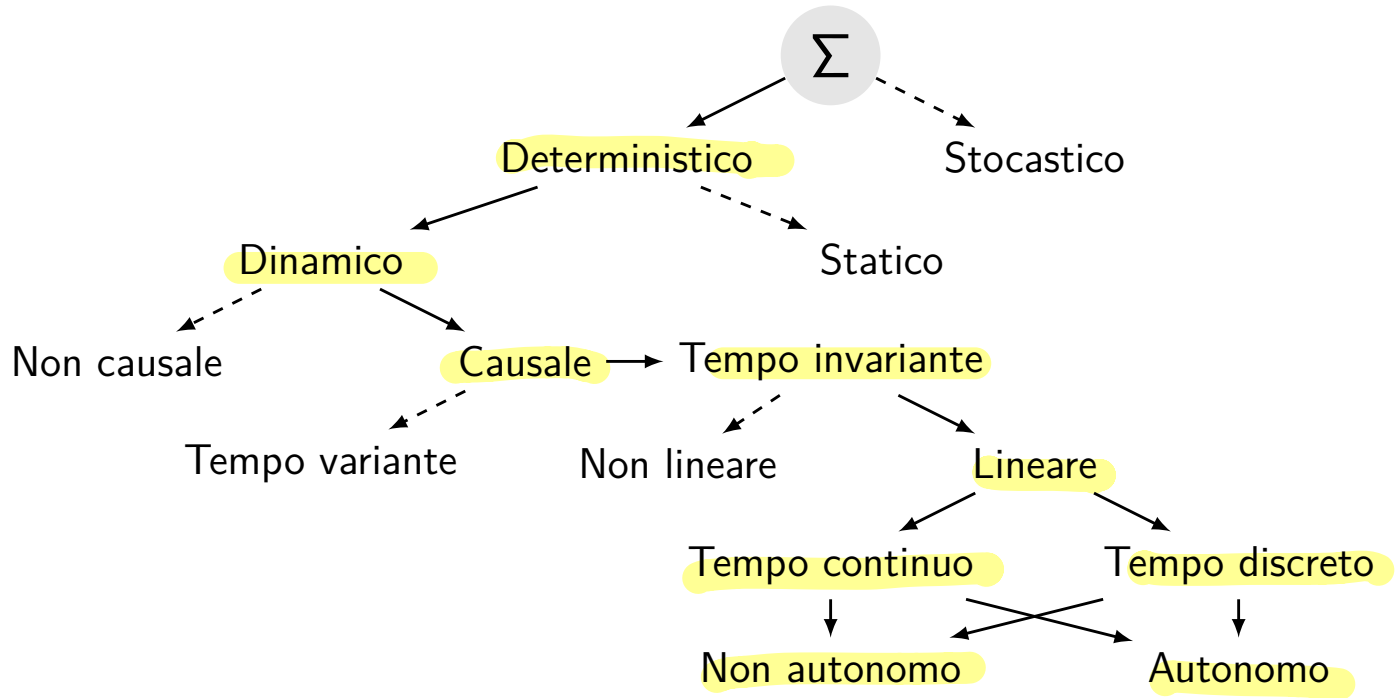 Σ
Deterministico Stocastico
Dinamico Statico
Non causale Causale Tempo invariante
Tempo variante Non lineare Lineare
Tempo continuo Tempo discreto
Non autonomo Autonomo